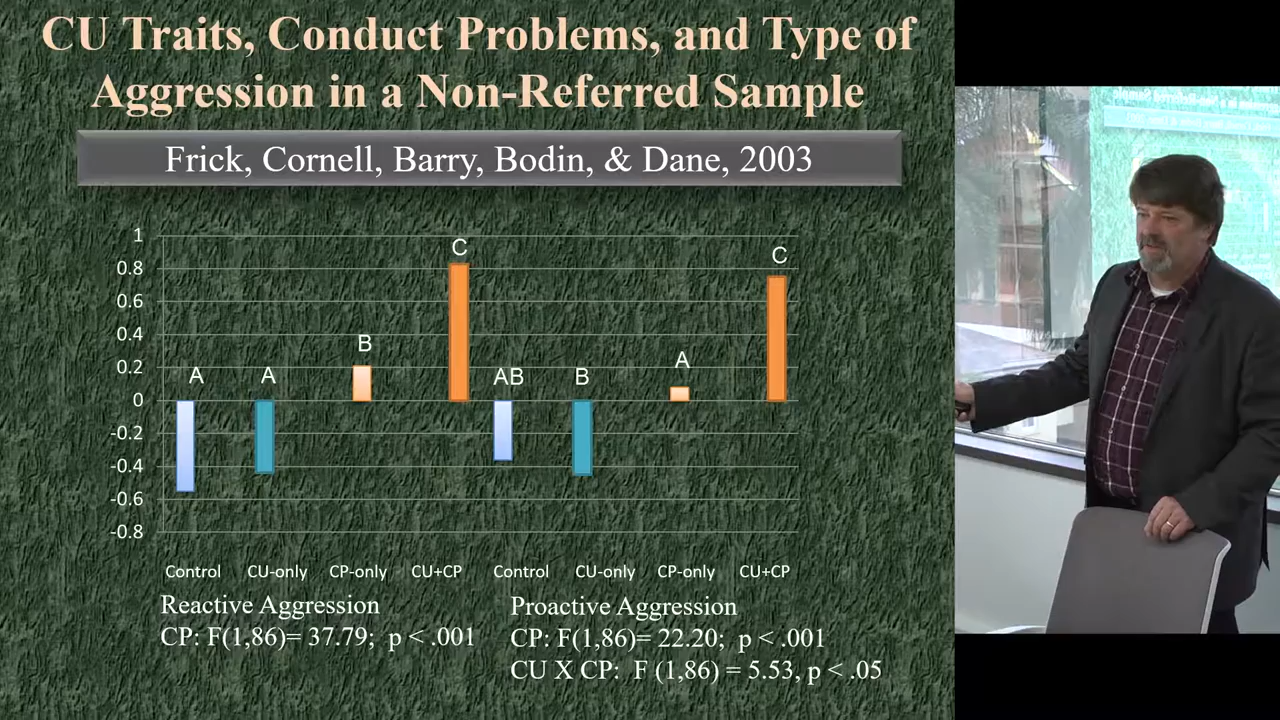 CU Traits, Conduct Problems, and Type of
Aggression in a Non-Referred Sample
Frick, Cornell, Barry, Bodin, & Dane, 2003
1
0.8
0.6
0.4
0.2
0
-0.2
-0.4
-0.6
-0.8
A
A
B
C
AB
B
A
C
Control CU-only CP-only CU+CP Control CU-only CP-only CU+CP
Reactive Aggression
CP: F(1,86)= 37.79; p < .001
Proactive Aggression
CP: F(1,86)= 22.20; p < .001
CU X CP: F (1,86) = 5.53, p < .05